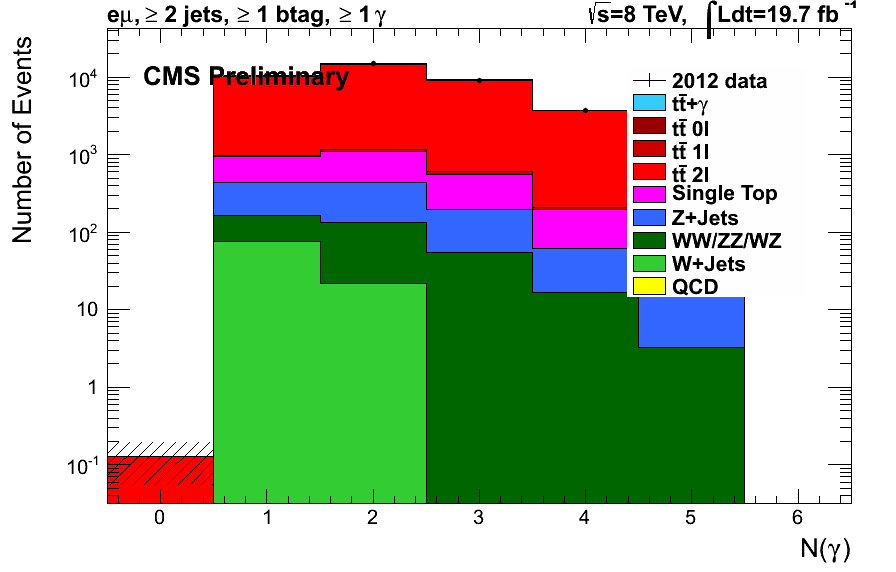 eμ, ≥ 2 jets, ≥ 1 btag, ≥ 1 γ
√s=8 TeV, ∫Ldt=19.7 fb⁻¹
CMS Preliminary
2012 data
tt̄+γ
tt̄ 0l
tt̄ 1l
tt̄ 2l
Single Top
Z+Jets
WW/ZZ/WZ
W+Jets
QCD
Number of Events
10⁴
10³
10²
10
1
10⁻¹
0 1 2 3 4 5 6
N(γ)